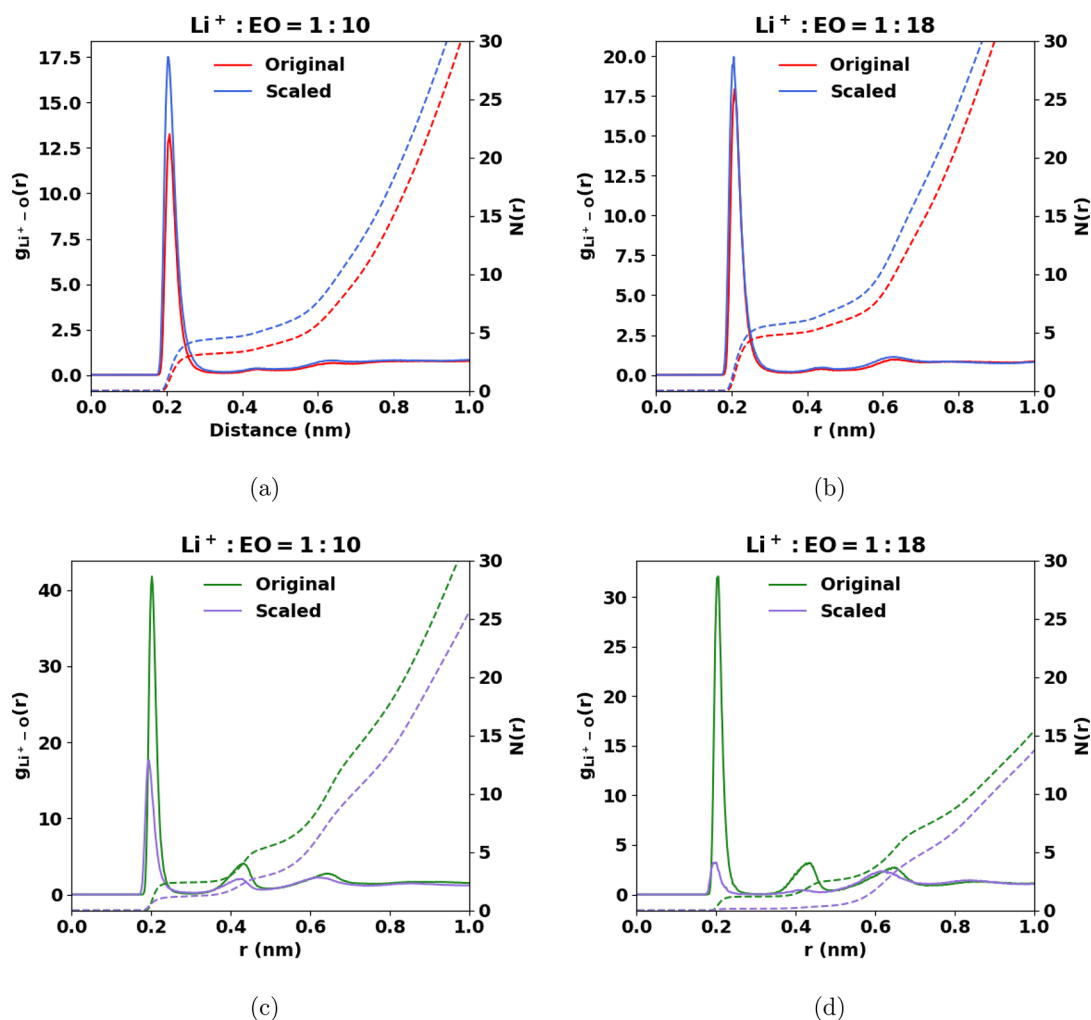 Li⁺ : EO = 1 : 10
Li⁺ : EO = 1 : 18
17.5
15.0
12.5
10.0
7.5
5.0
2.5
0.0
g_Li⁺−O(r)
Original
Scaled
30
25
20
15
10
5
0
N(r)
0.0 0.2 0.4 0.6 0.8 1.0
Distance (nm)
(a)
20.0
17.5
15.0
12.5
10.0
7.5
5.0
2.5
0.0
g_Li⁺−O(r)
Original
Scaled
30
25
20
15
10
5
0
N(r)
0.0 0.2 0.4 0.6 0.8 1.0
r (nm)
(b)
Li⁺ : EO = 1 : 10
Li⁺ : EO = 1 : 18
40
30
20
10
0
g_Li⁺−O(r)
Original
Scaled
30
25
20
15
10
5
0
N(r)
0.0 0.2 0.4 0.6 0.8 1.0
r (nm)
(c)
30
25
20
15
10
5
0
g_Li⁺−O(r)
Original
Scaled
30
25
20
15
10
5
0
N(r)
0.0 0.2 0.4 0.6 0.8 1.0
r (nm)
(d)